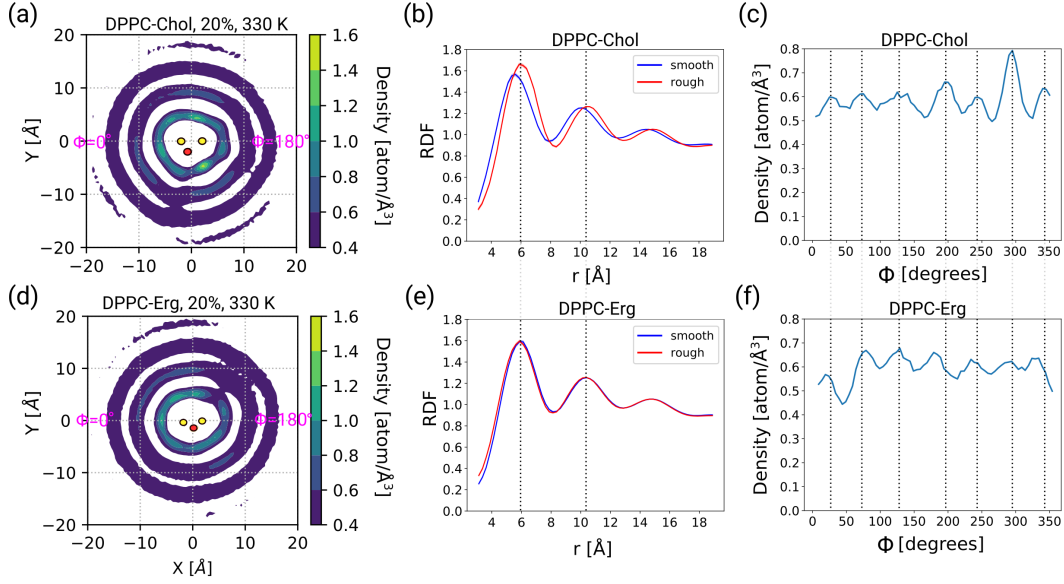 (a)
DPPC-Chol, 20%, 330 K
20
10
0
−10
−20
Y [Å]
Φ=0°
Φ=180°
−20 −10 0 10 20
1.6
1.4
1.2
1.0
0.8
0.6
0.4
Density [atom/Å³]
(b)
DPPC-Chol
1.8
1.6
1.4
1.2
1.0
0.8
0.6
0.4
0.2
0.0
RDF
smooth
rough
4 6 8 10 12 14 16 18
r [Å]
(c)
DPPC-Chol
0.8
0.7
0.6
0.5
0.4
0.3
0.2
0.1
0.0
Density [atom/Å³]
0 50 100 150 200 250 300 350
Φ [degrees]
(d)
DPPC-Erg, 20%, 330 K
20
10
0
−10
−20
Y [Å]
Φ=0°
Φ=180°
−20 −10 0 10 20
X [Å]
1.6
1.4
1.2
1.0
0.8
0.6
0.4
Density [atom/Å³]
(e)
DPPC-Erg
1.8
1.6
1.4
1.2
1.0
0.8
0.6
0.4
0.2
0.0
RDF
smooth
rough
4 6 8 10 12 14 16 18
r [Å]
(f)
DPPC-Erg
0.8
0.7
0.6
0.5
0.4
0.3
0.2
0.1
0.0
Density [atom/Å³]
0 50 100 150 200 250 300 350
Φ [degrees]